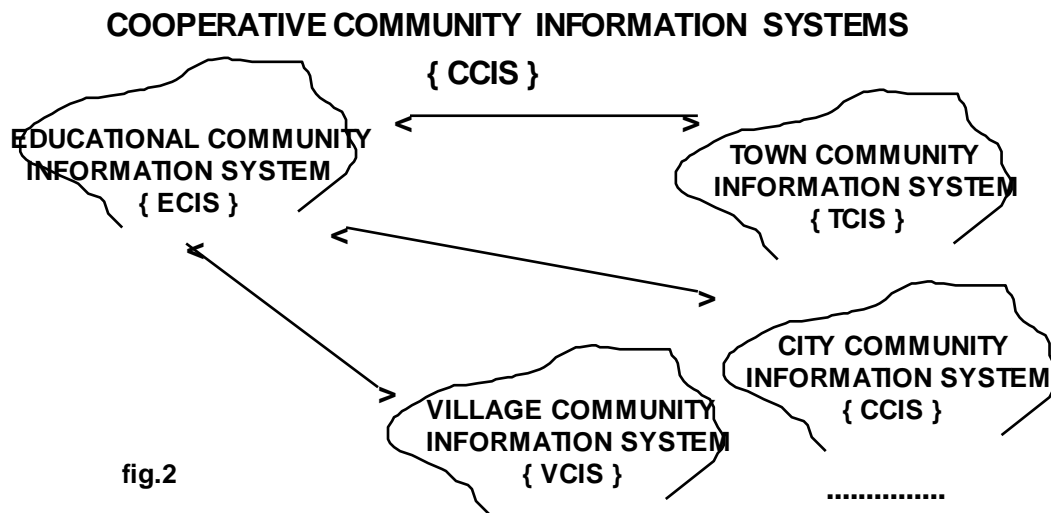 COOPERATIVE COMMUNITY INFORMATION SYSTEMS
{ CCIS }
EDUCATIONAL COMMUNITY
INFORMATION SYSTEM
{ ECIS }
TOWN COMMUNITY
INFORMATION SYSTEM
{ TCIS }
CITY COMMUNITY
INFORMATION SYSTEM
{ CCIS }
VILLAGE COMMUNITY
INFORMATION SYSTEM
{ VCIS }
fig.2
...............